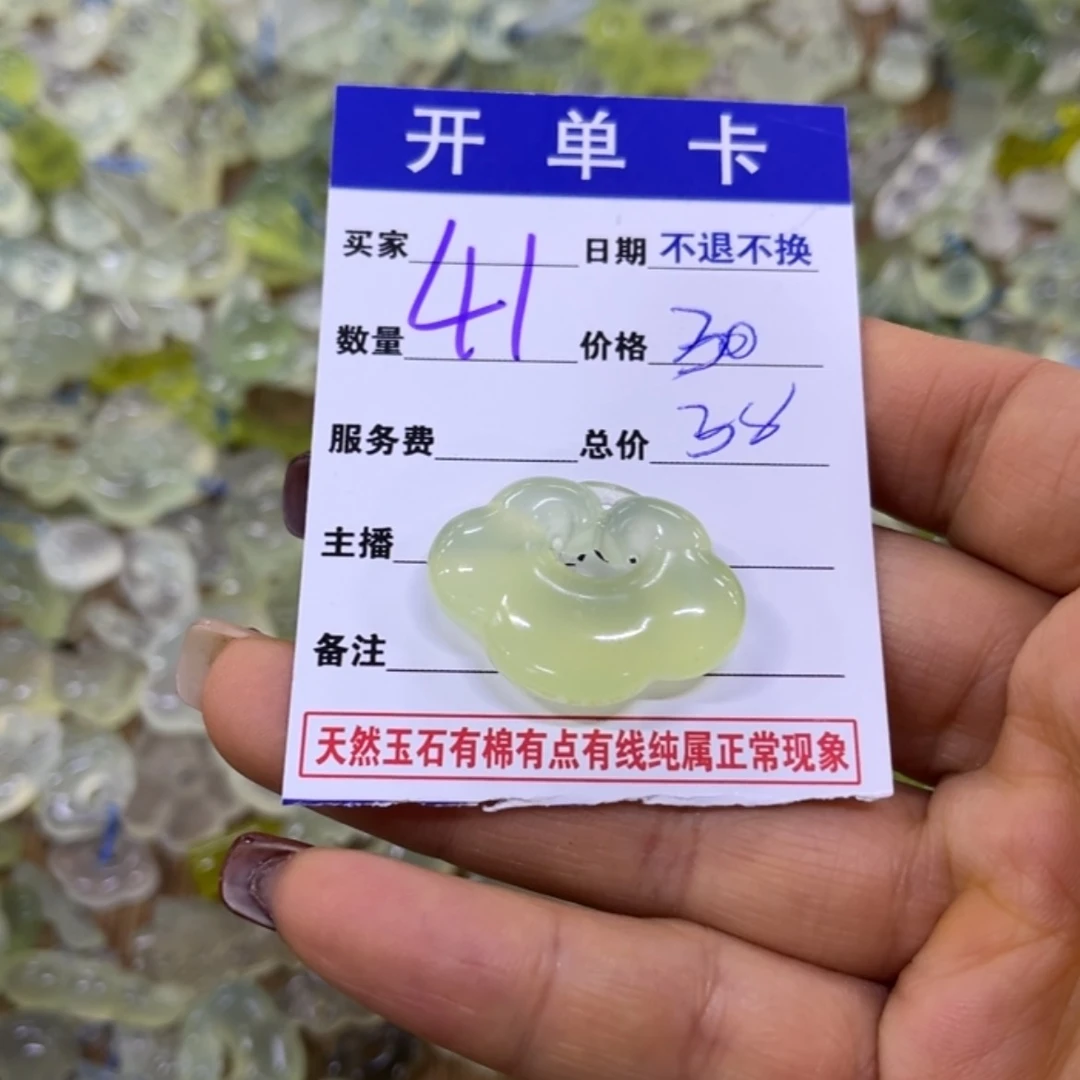 开单卡
买家 41 日期 不退不换
数量 价格 30
服务费 总价 38
主播
备注
天然玉石有棉有点有线纯属正常现象